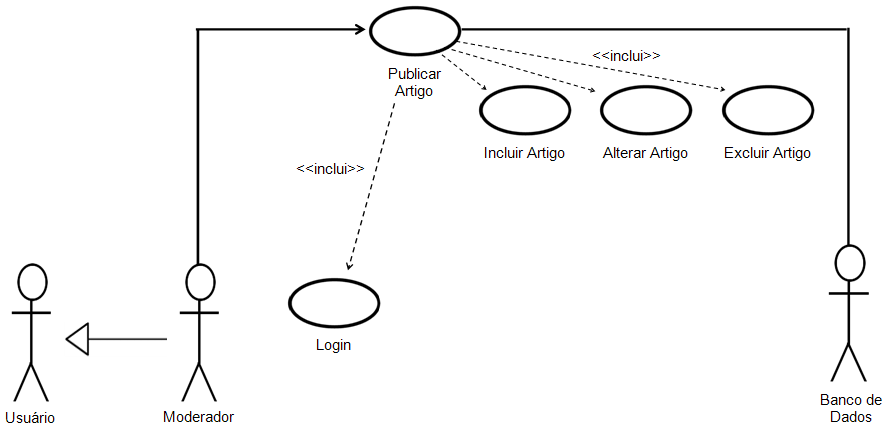 <<inclui>>
Publicar
Artigo
Incluir Artigo
Alterar Artigo
Excluir Artigo
<<inclui>>
Login
Usuário
Moderador
Banco de
Dados